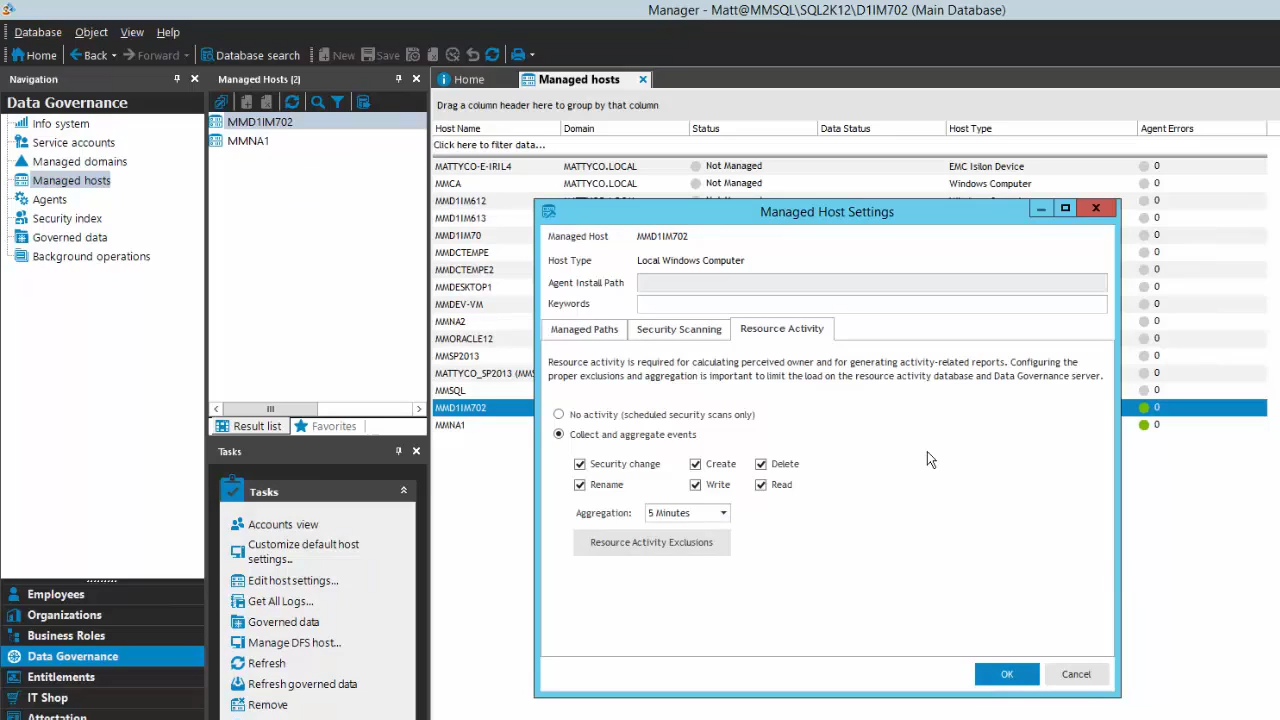 Manager - Matt@MMSQL\SQL2K12\D1IM702 (Main Database)
Database Object View Help
Home Back Forward Database search New Save
Navigation
Data Governance
Info system
Service accounts
Managed domains
Managed hosts
Agents
Security index
Governed data
Background operations
Employees
Organizations
Business Roles
Data Governance
Entitlements
IT Shop
Attestation
Managed Hosts [2]
MMD1IM702
MMNA1
Result list Favorites
Tasks
Tasks
Accounts view
Customize default host
settings..
Edit host settings...
Get All Logs...
Governed data
Manage DFS host...
Refresh
Refresh governed data
Remove
Home Managed hosts
Drag a column header here to group by that column
Host Name Domain Status Data Status Host Type Agent Errors
Click here to filter data...
MATTYCO-E-IRIL4 MATTYCO.LOCAL Not Managed EMC Isilon Device 0
MMCA MATTYCO.LOCAL Not Managed Windows Computer 0
MMD1IM612 0
MMD1IM613 0
MMD1IM70 0
MMDCTEMPE 0
MMDCTEMPE2 0
MMDESKTOP1 0
MMDEV-VM 0
MMNA2 0
MMORACLE12 0
MMSP2013 0
MATTYCO_SP2013 (MMS 0
MMSQL 0
MMD1IM702 0
MMNA1 0
Managed Host Settings
Managed Host MMD1IM702
Host Type Local Windows Computer
Agent Install Path
Keywords
Managed Paths Security Scanning Resource Activity
Resource activity is required for calculating perceived owner and for generating activity-related reports. Configuring the
proper exclusions and aggregation is important to limit the load on the resource activity database and Data Governance server.
No activity (scheduled security scans only)
Collect and aggregate events
Security change Create Delete
Rename Write Read
Aggregation: 5 Minutes
Resource Activity Exclusions
OK Cancel